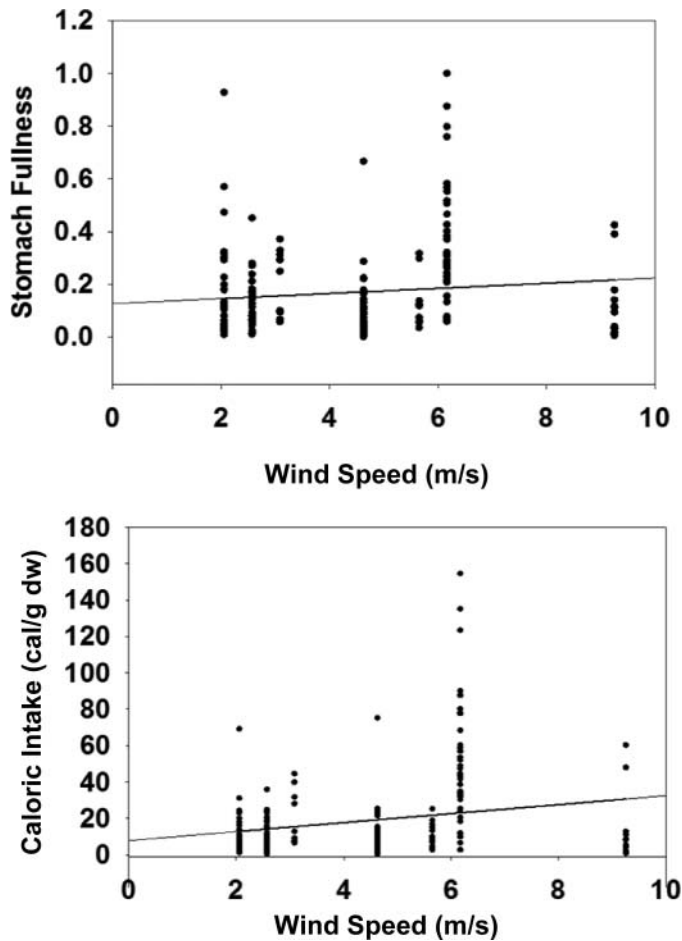 1.2
1.0
0.8
0.6
0.4
0.2
0.0
Stomach Fullness
0 2 4 6 8 10
Wind Speed (m/s)
180
160
140
120
100
80
60
40
20
0
Caloric Intake (cal/g dw)
0 2 4 6 8 10
Wind Speed (m/s)